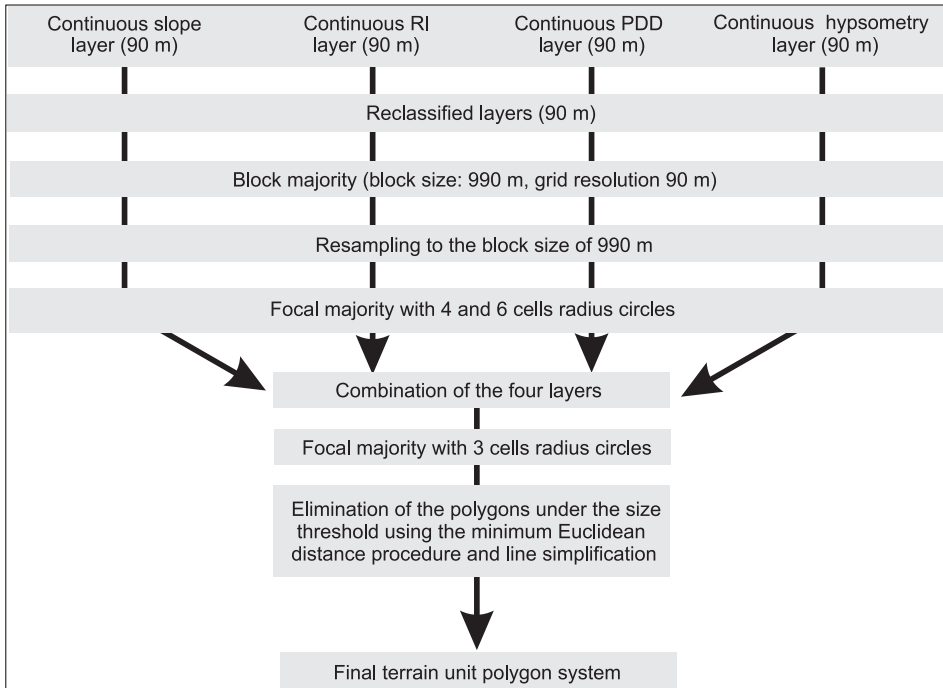 Continuous slope
layer (90 m)
Continuous RI
layer (90 m)
Continuous PDD
layer (90 m)
Continuous hypsometry
layer (90 m)
Reclassified layers (90 m)
Block majority (block size: 990 m, grid resolution 90 m)
Resampling to the block size of 990 m
Focal majority with 4 and 6 cells radius circles
Combination of the four layers
Focal majority with 3 cells radius circles
Elimination of the polygons under the size
threshold using the minimum Euclidean
distance procedure and line simplification
Final terrain unit polygon system